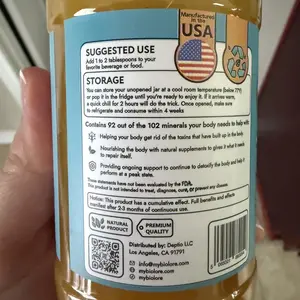 Manufactured
in the
USA
SUGGESTED USE
Add 1 to 2 tablespoons to your
favorite beverage or food.
STORAGE
You can store your unopened jar at a cool room temperature (below 77F)
or pop it in the fridge until you're ready to enjoy it. If it arrives warm,
a quick chill for 2 hours will do the trick. Once opened, make sure
to refrigerate and consume within 4 weeks
Contains 92 out of the 102 minerals your body needs to help with:
Helping your body get rid of the toxins that have built up in the body.
Nourishing the body with natural supplements to give it what it needs
to repair itself.
Providing ongoing support to continue to detoxify the body and help it
perform at a peak state.
These statements have not been evaluated by the FDA.
This product is not intended to treat, diagnose, cure, or prevent any disease.
Notice: This product has a cumulative effect. Full benefits and effects
manifest after 2-3 months of continuous use.
NATURAL
PRODUCT
PREMIUM
QUALITY
info@mybiolore.com
mybiolore.com
mybiolore
Distributed by: Deptio LLC
Los Angeles, CA 91791